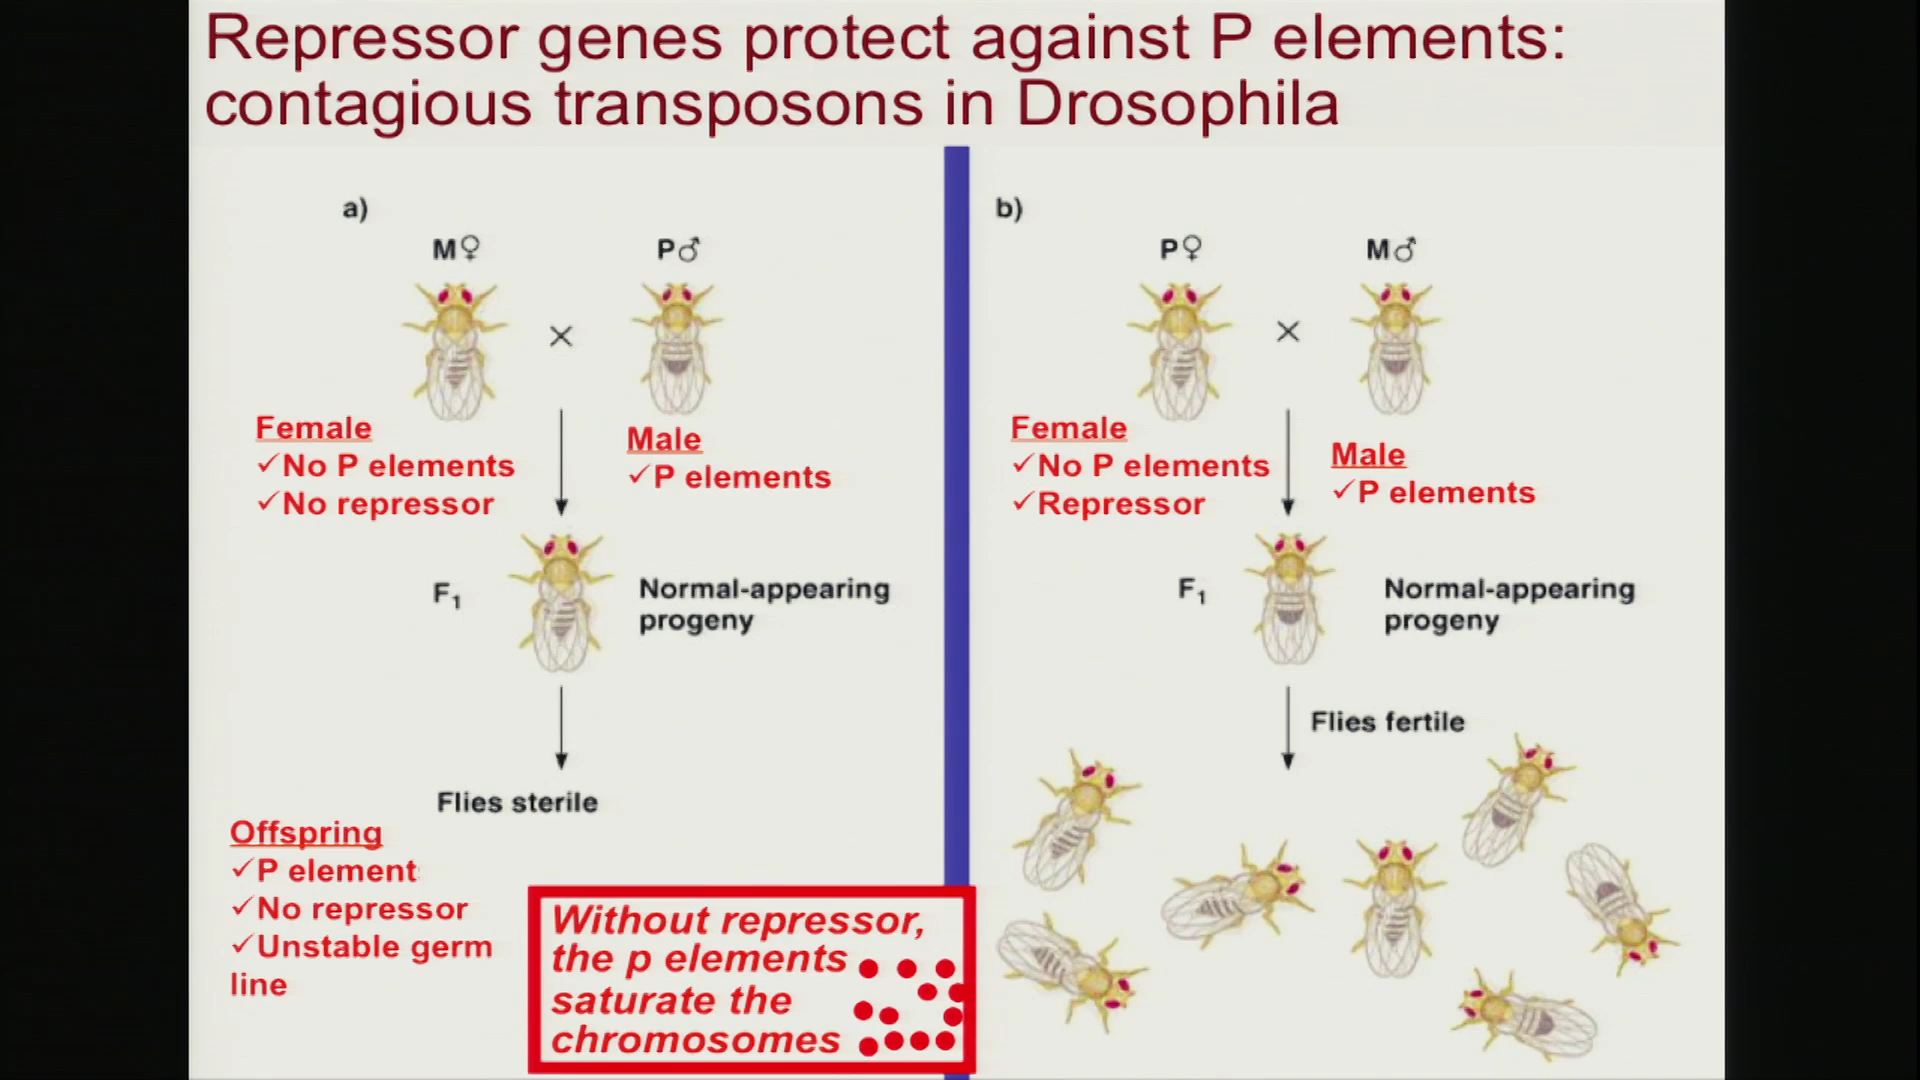 Repressor genes protect against P elements:
contagious transposons in Drosophila
a)
M♀
P♂
×
Female
✓No P elements
✓No repressor
Male
✓P elements
F1
Normal-appearing
progeny
Flies sterile
Offspring
✓P element
✓No repressor
✓Unstable germ
line
Without repressor,
the p elements
saturate the
chromosomes
b)
P♀
M♂
×
Female
✓No P elements
✓Repressor
Male
✓P elements
F1
Normal-appearing
progeny
Flies fertile